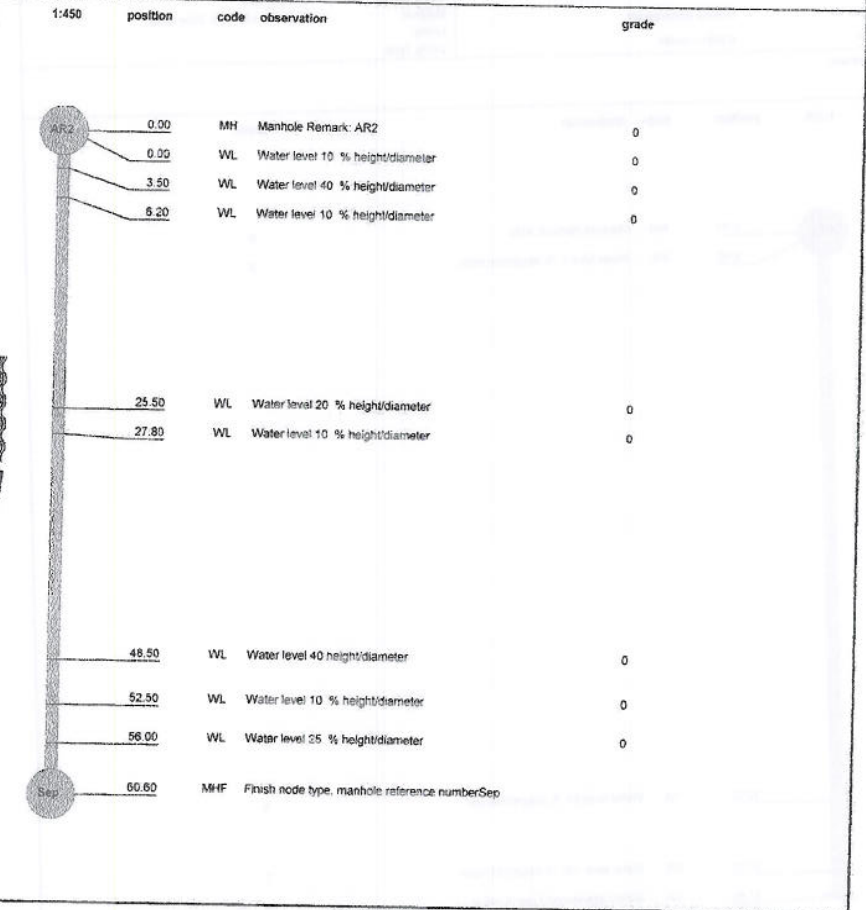 1:450 position code observation grade
AR2 0.00 MH Manhole Remark: AR2 0
0.00 WL Water level 10 % height/diameter 0
3.50 WL Water level 40 % height/diameter 0
6.20 WL Water level 10 % height/diameter 0
25.50 WL Water level 20 % height/diameter 0
27.80 WL Water level 10 % height/diameter 0
48.50 WL Water level 40 height/diameter 0
52.50 WL Water level 10 % height/diameter 0
56.00 WL Water level 25 % height/diameter 0
Sep 60.60 MHF Finish node type, manhole reference numberSep